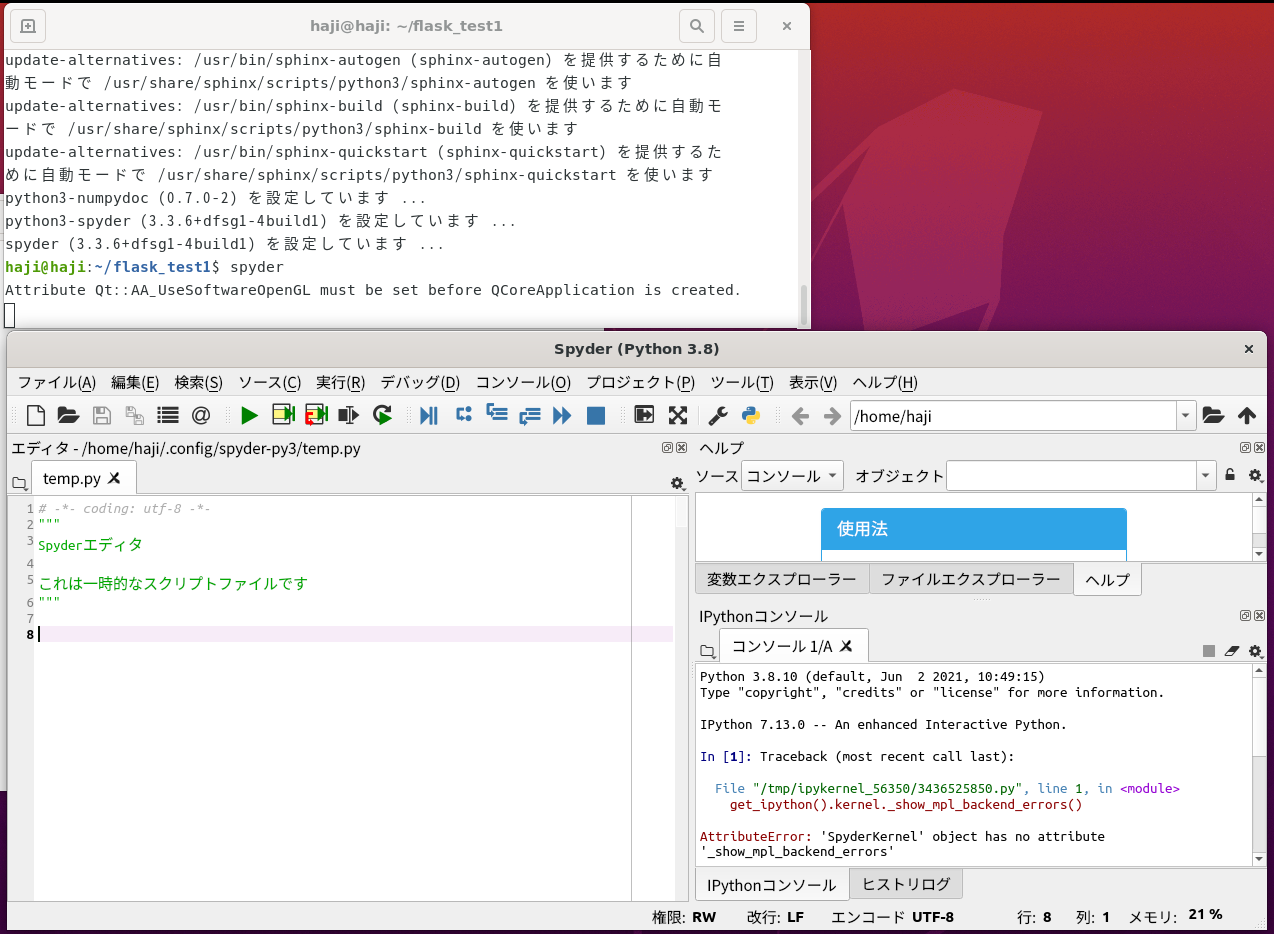 haji@haji: ~/flask_test1
update-alternatives: /usr/bin/sphinx-autogen (sphinx-autogen) を提供するために自
動モードで /usr/share/sphinx/scripts/python3/sphinx-autogen を使います
update-alternatives: /usr/bin/sphinx-build (sphinx-build) を提供するために自動モ
ードで /usr/share/sphinx/scripts/python3/sphinx-build を使います
update-alternatives: /usr/bin/sphinx-quickstart (sphinx-quickstart) を提供するた
めに自動モードで /usr/share/sphinx/scripts/python3/sphinx-quickstart を使います
python3-numpydoc (0.7.0-2) を設定しています ...
python3-spyder (3.3.6+dfsg1-4build1) を設定しています ...
spyder (3.3.6+dfsg1-4build1) を設定しています ...
haji@haji:~/flask_test1$ spyder
Attribute Qt::AA_UseSoftwareOpenGL must be set before QCoreApplication is created.
Spyder (Python 3.8)
ファイル(A) 編集(E) 検索(S) ソース(C) 実行(R) デバッグ(D) コンソール(O) プロジェクト(P) ツール(T) 表示(V) ヘルプ(H)
/home/haji
エディタ - /home/haji/.config/spyder-py3/temp.py
temp.py
1 # -*- coding: utf-8 -*-
2 """
3 Spyderエディタ
4
5 これは一時的なスクリプトファイルです
6 """
7
8
ヘルプ
ソース コンソール オブジェクト
使用法
変数エクスプローラー ファイルエクスプローラー ヘルプ
IPythonコンソール
コンソール 1/A
Python 3.8.10 (default, Jun  2 2021, 10:49:15)
Type "copyright", "credits" or "license" for more information.
IPython 7.13.0 -- An enhanced Interactive Python.
In [1]: Traceback (most recent call last):
File "/tmp/ipykernel_56350/3436525850.py", line 1, in <module>
get_ipython().kernel._show_mpl_backend_errors()
AttributeError: 'SpyderKernel' object has no attribute
'_show_mpl_backend_errors'
IPythonコンソール ヒストリログ
権限: RW 改行: LF エンコード UTF-8 行: 8 列: 1 メモリ: 21 %